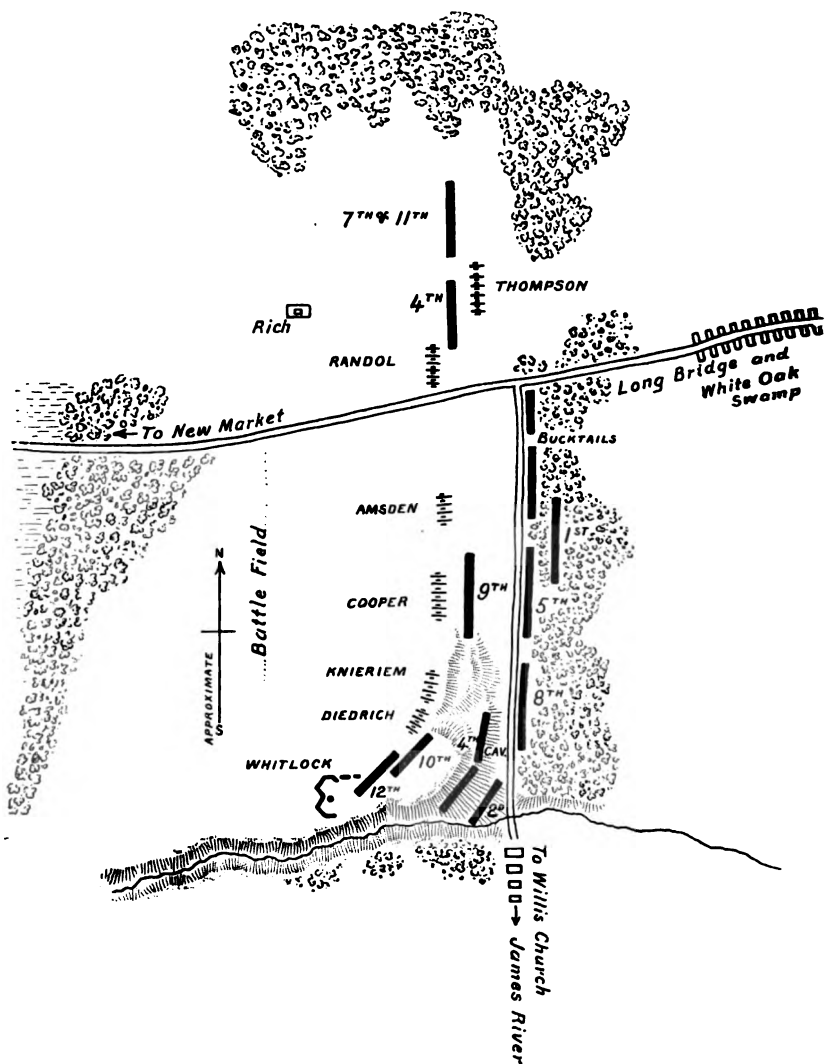 7TH & 11TH
THOMPSON
4TH
Rich
RANDOL
Long Bridge and
White Oak
Swamp
← To New Market
BUCKTAILS
AMSDEN
1ST
Battle Field
N
APPROXIMATE
S
COOPER
9TH
5TH
KNIERIEM
8TH
DIEDRICH
4TH CAV.
WHITLOCK
10TH
12TH
2D
To Willis Church
→ James River